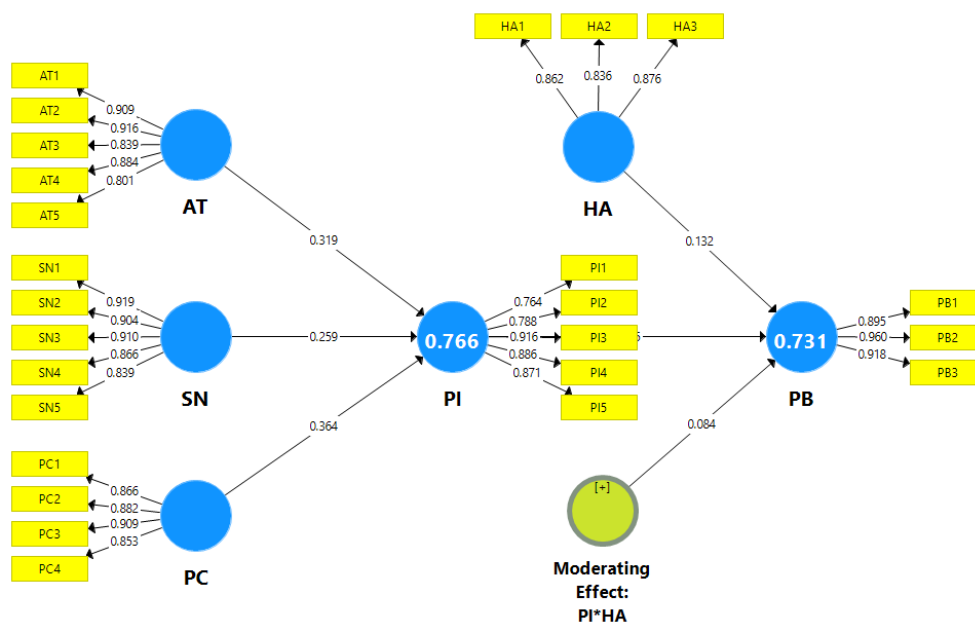 HA1
HA2
HA3
0.862
0.836
0.876
HA
AT1
AT2
AT3
AT4
AT5
0.909
0.916
0.839
0.884
0.801
AT
0.319
0.132
SN1
SN2
SN3
SN4
SN5
0.919
0.904
0.910
0.866
0.839
SN
0.259
0.766
PI
0.764
0.788
0.916
0.886
0.871
PI1
PI2
PI3
PI4
PI5
0.731
PB
0.895
0.960
0.918
PB1
PB2
PB3
0.364
0.084
PC1
PC2
PC3
PC4
0.866
0.882
0.909
0.853
PC
[+]
Moderating
Effect:
PI*HA